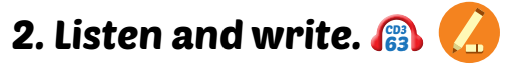 2. Listen and write. CD3
63